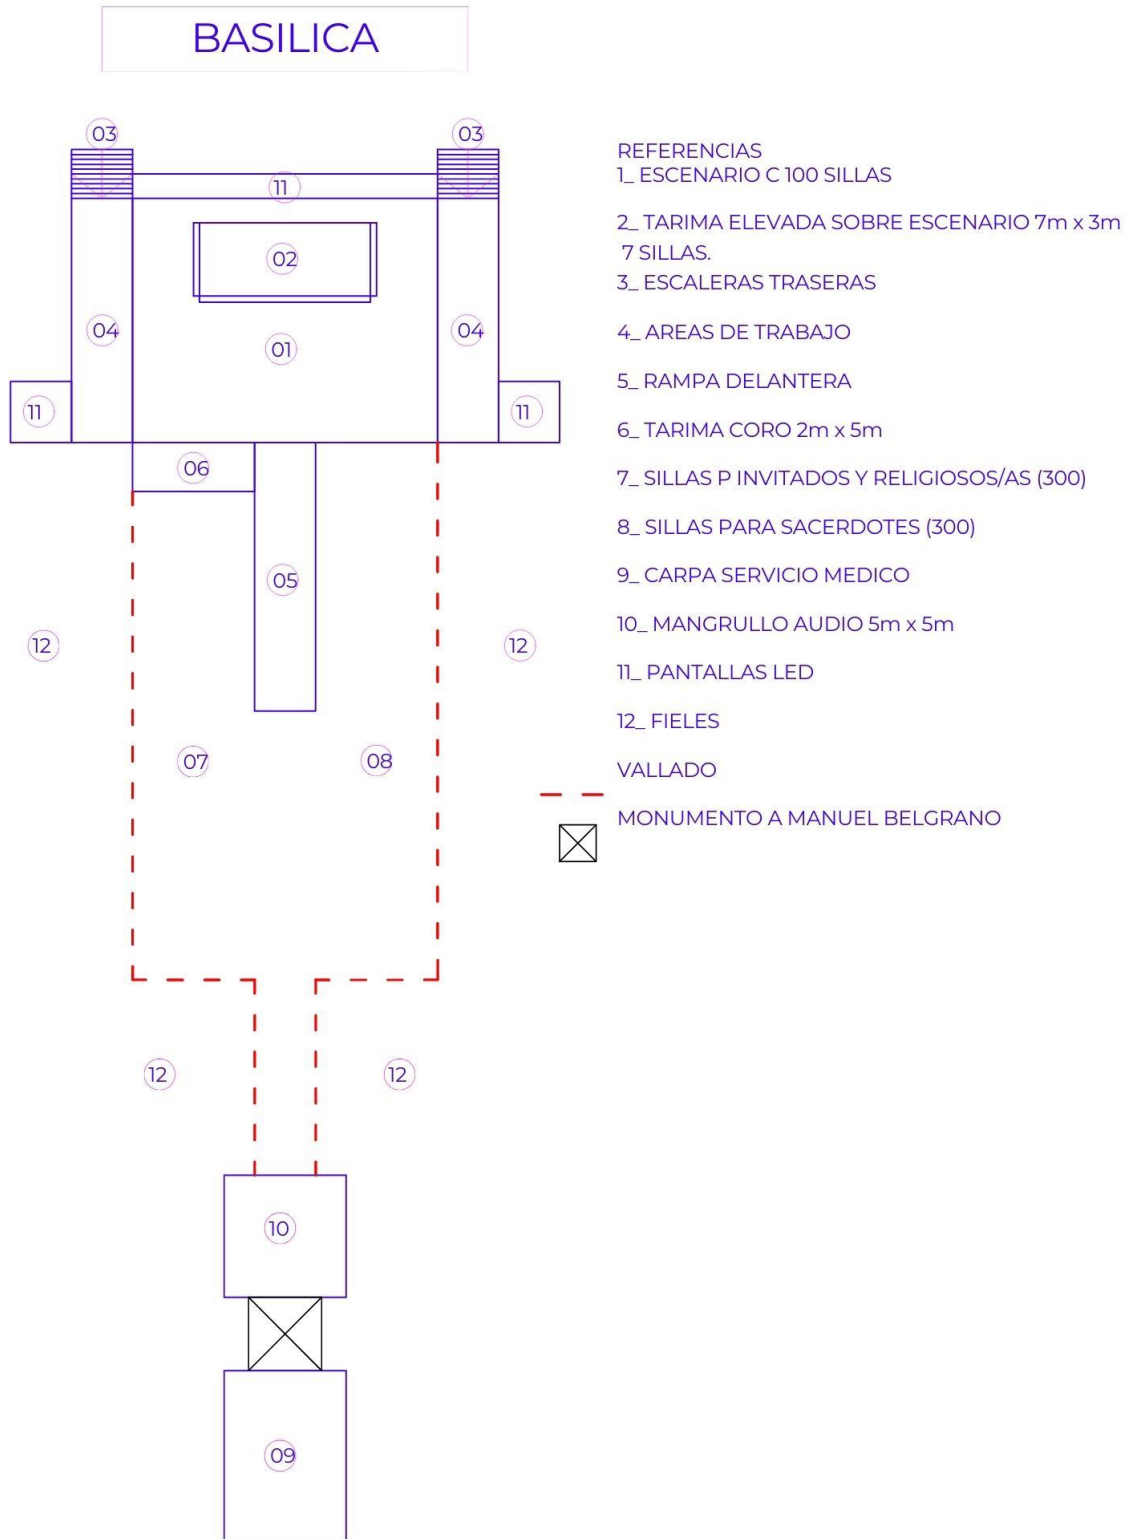 BASILICA
03
03
11
02
04
04
01
11
11
06
05
12
12
07
08
12
12
10
09
REFERENCIAS
1_ ESCENARIO C 100 SILLAS
2_ TARIMA ELEVADA SOBRE ESCENARIO 7m x 3m
7 SILLAS.
3_ ESCALERAS TRASERAS
4_ AREAS DE TRABAJO
5_ RAMPA DELANTERA
6_ TARIMA CORO 2m x 5m
7_ SILLAS P INVITADOS Y RELIGIOSOS/AS (300)
8_ SILLAS PARA SACERDOTES (300)
9_ CARPA SERVICIO MEDICO
10_ MANGRULLO AUDIO 5m x 5m
11_ PANTALLAS LED
12_ FIELES
VALLADO
MONUMENTO A MANUEL BELGRANO